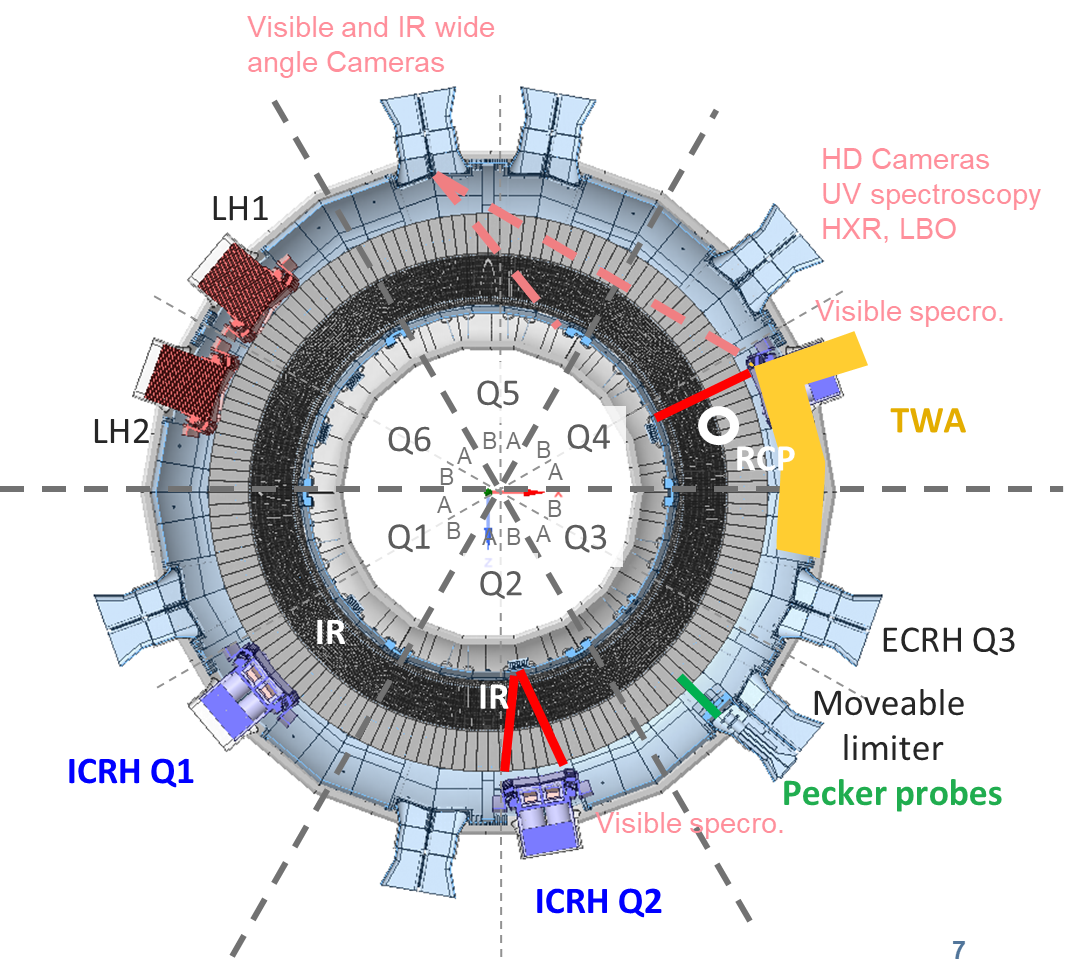 Visible and IR wide
angle Cameras
HD Cameras
UV spectroscopy
HXR, LBO
LH1
Visible specro.
LH2
TWA
RCP
Q5
Q6
Q4
B
A
A
B
B
A
A
B
B
A
B
A
Q1
Q3
Q2
z
IR
IR
ECRH Q3
Moveable
limiter
Pecker probes
ICRH Q1
Visible specro.
ICRH Q2
7